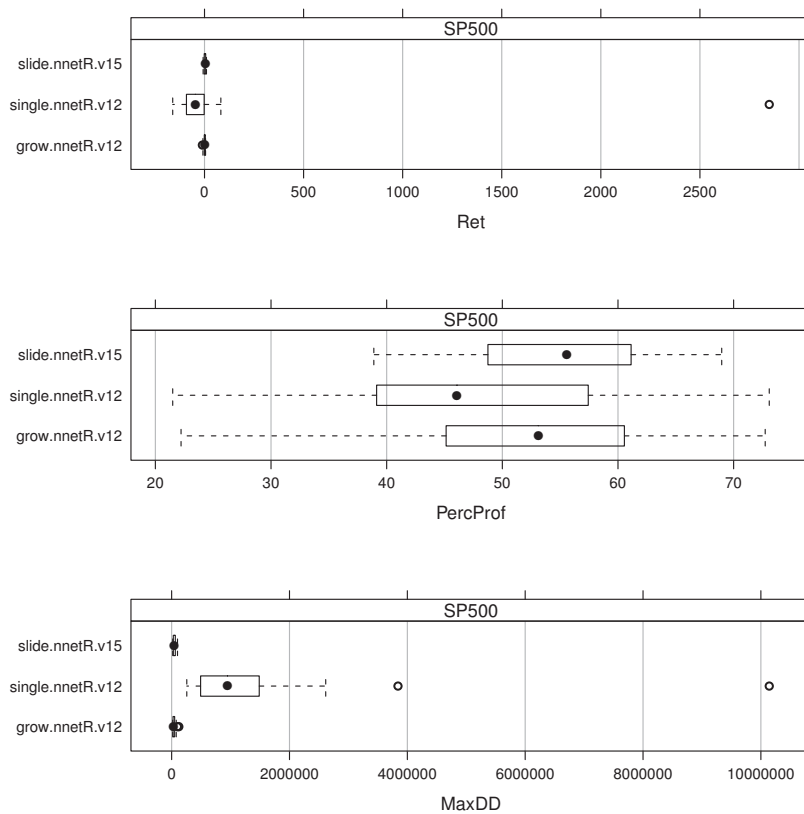 SP500
slide.nnetR.v15
single.nnetR.v12
grow.nnetR.v12
0 500 1000 1500 2000 2500
Ret
SP500
slide.nnetR.v15
single.nnetR.v12
grow.nnetR.v12
20 30 40 50 60 70
PercProf
SP500
slide.nnetR.v15
single.nnetR.v12
grow.nnetR.v12
0 2000000 4000000 6000000 8000000 10000000
MaxDD